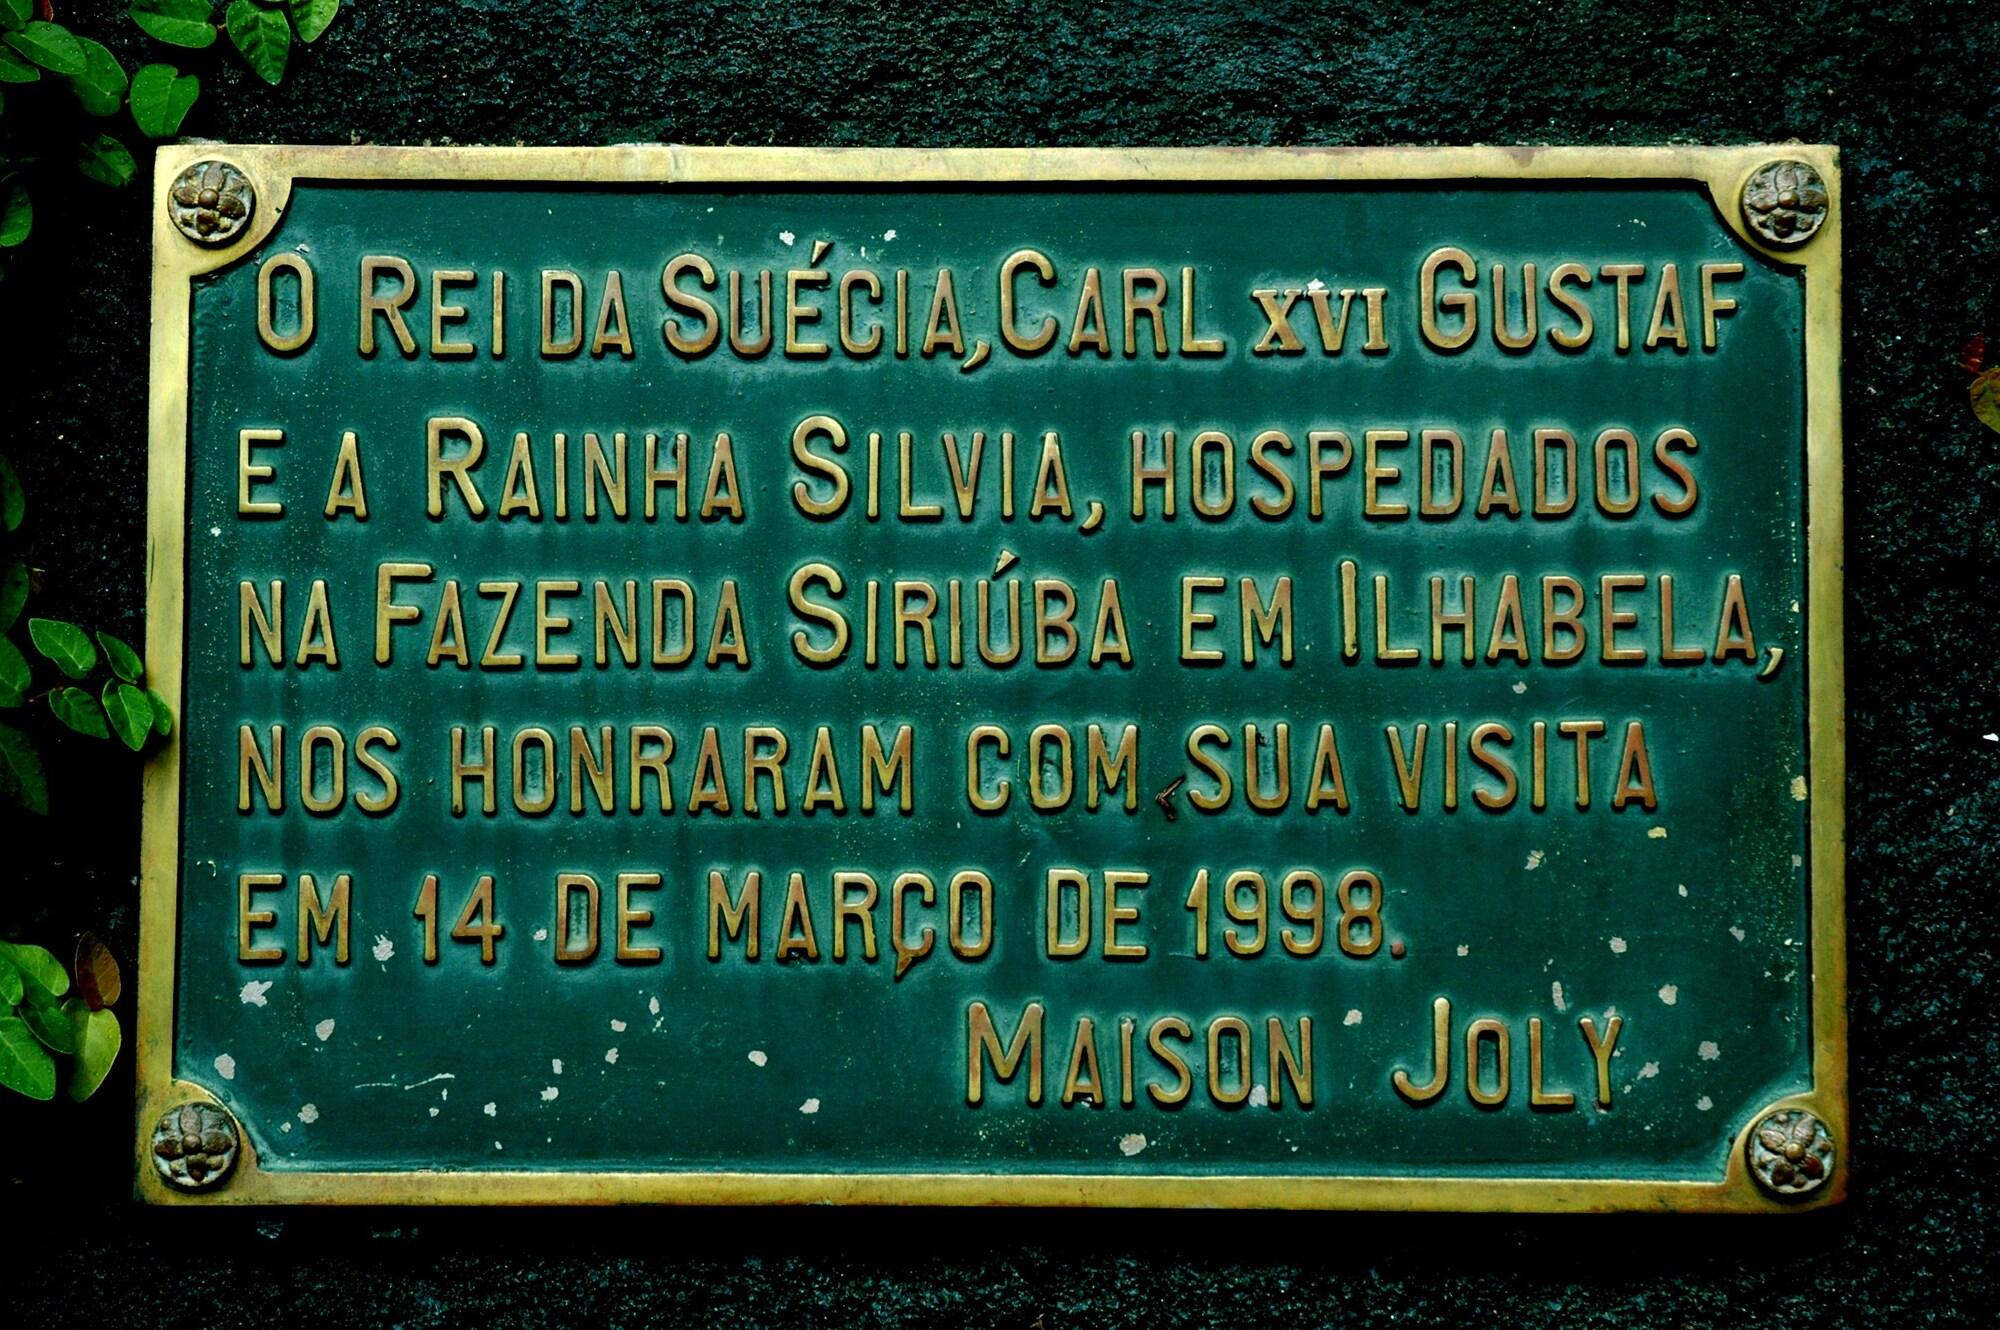 O Rei da Suécia, Carl XVI Gustaf
e a Rainha Silvia, hospedados
na Fazenda Siriúba em Ilhabela,
nos honraram com sua visita
em 14 de março de 1998.
Maison Joly